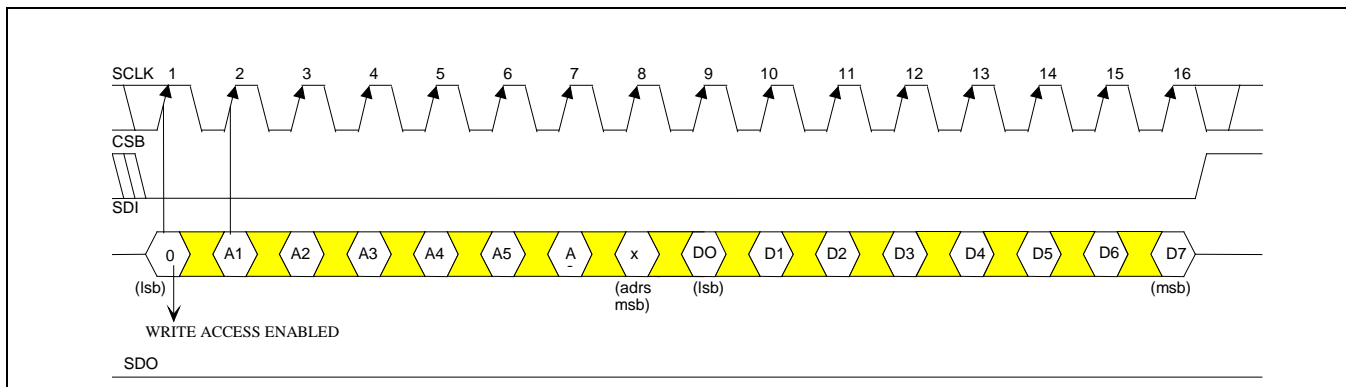 SCLK 1 2 3 4 5 6 7 8 9 10 11 12 13 14 15 16
CSB
SDI
0 A1 A2 A3 A4 A5 A - x DO D1 D2 D3 D4 D5 D6 D7
(lsb) (adrs msb) (lsb) (msb)
WRITE ACCESS ENABLED
SDO